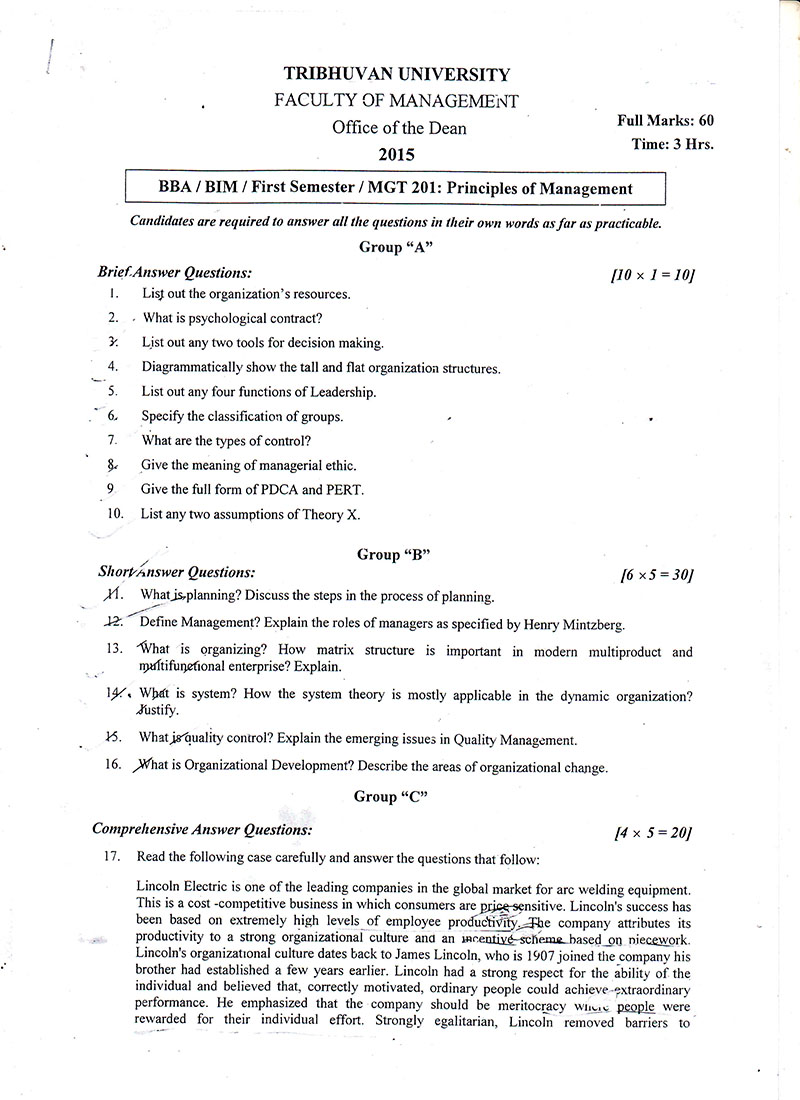 TRIBHUVAN UNIVERSITY
FACULTY OF MANAGEMENT
Office of the Dean
2015
Full Marks: 60
Time: 3 Hrs.
BBA / BIM / First Semester / MGT 201: Principles of Management
Candidates are required to answer all the questions in their own words as far as practicable.
Group “A”
Brief Answer Questions: [10 × 1 = 10]
1. List out the organization’s resources.
2. What is psychological contract?
3. List out any two tools for decision making.
4. Diagrammatically show the tall and flat organization structures.
5. List out any four functions of Leadership.
6. Specify the classification of groups.
7. What are the types of control?
8. Give the meaning of managerial ethic.
9. Give the full form of PDCA and PERT.
10. List any two assumptions of Theory X.
Group “B”
Short Answer Questions: [6 × 5 = 30]
11. What is planning? Discuss the steps in the process of planning.
12. Define Management? Explain the roles of managers as specified by Henry Mintzberg.
13. What is organizing? How matrix structure is important in modern multiproduct and
multifunctional enterprise? Explain.
14. What is system? How the system theory is mostly applicable in the dynamic organization?
Justify.
15. What is quality control? Explain the emerging issues in Quality Management.
16. What is Organizational Development? Describe the areas of organizational change.
Group “C”
Comprehensive Answer Questions: [4 × 5 = 20]
17. Read the following case carefully and answer the questions that follow:
Lincoln Electric is one of the leading companies in the global market for arc welding equipment.
This is a cost -competitive business in which consumers are price sensitive. Lincoln's success has
been based on extremely high levels of employee productivity. The company attributes its
productivity to a strong organizational culture and an incentive scheme based on piecework.
Lincoln's organizational culture dates back to James Lincoln, who is 1907 joined the company his
brother had established a few years earlier. Lincoln had a strong respect for the ability of the
individual and believed that, correctly motivated, ordinary people could achieve extraordinary
performance. He emphasized that the company should be meritocracy where people were
rewarded for their individual effort. Strongly egalitarian, Lincoln removed barriers to